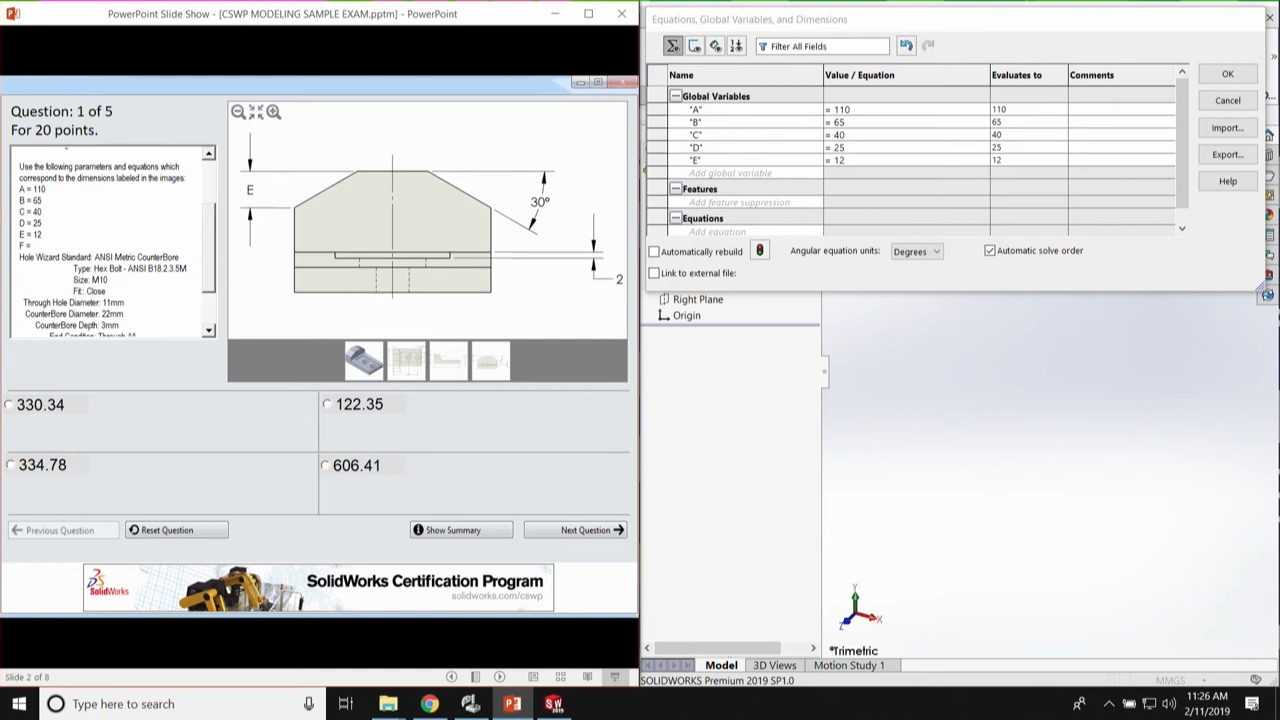 PowerPoint Slide Show - [CSWP MODELING SAMPLE EXAM.pptm] - PowerPoint
Question: 1 of 5
For 20 points.
Use the following parameters and equations which
correspond to the dimensions labeled in the images:
A = 110
B = 65
C = 40
D = 25
E = 12
F =
Hole Wizard Standard: ANSI Metric CounterBore
Type: Hex Bolt - ANSI B18.2.3.5M
Size: M10
Fit: Close
Through Hole Diameter: 11mm
CounterBore Diameter: 22mm
CounterBore Depth: 3mm
End Condition: Through All
E
30°
2
330.34
122.35
334.78
606.41
Previous Question
Reset Question
Show Summary
Next Question
SolidWorks
SolidWorks Certification Program
solidworks.com/cswp
Slide 2 of 8
Equations, Global Variables, and Dimensions
Filter All Fields
Name Value / Equation Evaluates to Comments
Global Variables
"A" = 110 110
"B" = 65 65
"C" = 40 40
"D" = 25 25
"E" = 12 12
Add global variable
Features
Add feature suppression
Equations
Add equation
OK
Cancel
Import...
Export...
Help
Automatically rebuild Angular equation units: Degrees Automatic solve order
Link to external file:
Right Plane
Origin
Y
X
Z
*Trimetric
Model 3D Views Motion Study 1
SOLIDWORKS Premium 2019 SP1.0 MMGS
Type here to search
11:26 AM
2/11/2019